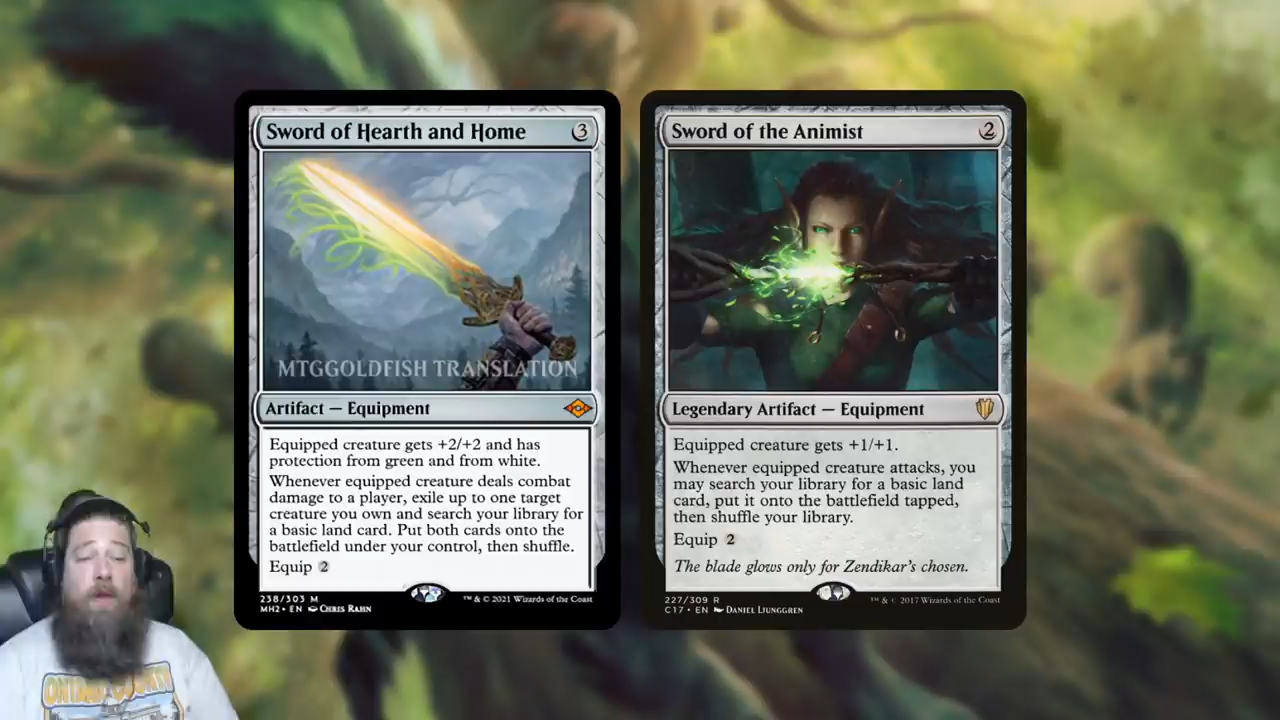 Sword of Hearth and Home 3
MTGGOLDFISH TRANSLATION
Artifact — Equipment
Equipped creature gets +2/+2 and has
protection from green and from white.
Whenever equipped creature deals combat
damage to a player, exile up to one target
creature you own and search your library for
a basic land card. Put both cards onto the
battlefield under your control, then shuffle.
Equip 2
238/303 M
MH2 • EN Chris Rahn
™ & © 2021 Wizards of the Coast
Sword of the Animist 2
Legendary Artifact — Equipment
Equipped creature gets +1/+1.
Whenever equipped creature attacks, you
may search your library for a basic land
card, put it onto the battlefield tapped,
then shuffle your library.
Equip 2
The blade glows only for Zendikar's chosen.
227/309 R
C17 • EN Daniel Ljunggren
™ & © 2017 Wizards of the Coast